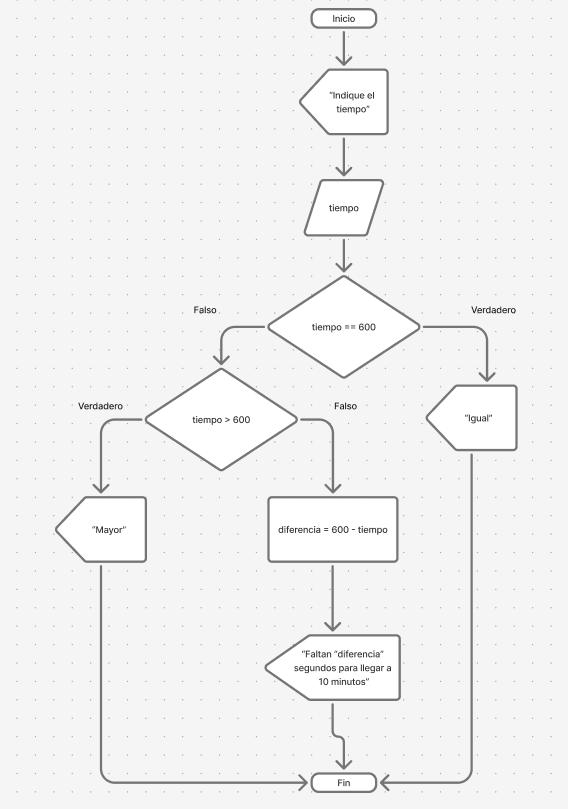 Inicio
“Indique el
tiempo”
tiempo
Falso
Verdadero
tiempo == 600
Verdadero
Falso
tiempo > 600
“Igual”
“Mayor”
diferencia = 600 - tiempo
“Faltan “diferencia”
segundos para llegar a
10 minutos”
Fin